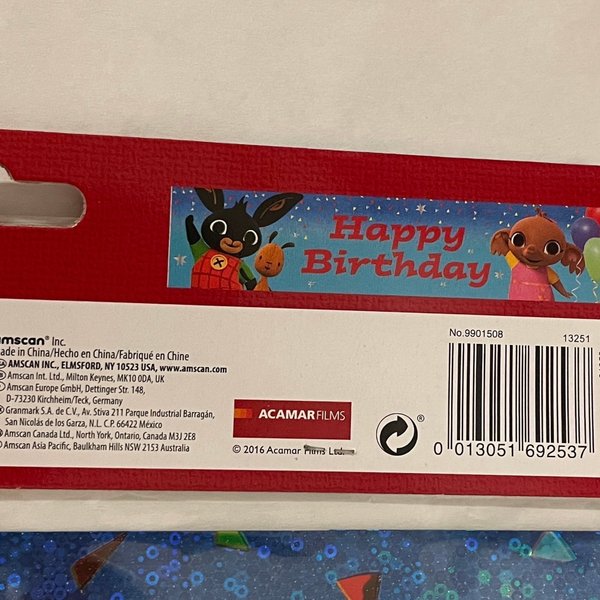 Happy
Birthday
amscan® Inc.
Made in China/Hecho en China/Fabriqué en Chine
AMSCAN INC., ELMSFORD, NY 10523 USA, www.amscan.com
Amscan Int. Ltd., Milton Keynes, MK10 0DA, UK
Amscan Europe GmbH, Dettinger Str. 148,
D-73230 Kirchheim/Teck, Germany
Granmark S.A. de C.V., Av. Stiva 211 Parque Industrial Barragán,
San Nicolás de los Garza, N.L. C.P. 66422 México
Amscan Canada Ltd., North York, Ontario, Canada M3J 2E8
Amscan Asia Pacific, Baulkham Hills NSW 2153 Australia
ACAMARFILMS
© 2016 Acamar Films Ltd.
®
No.9901508 13251
0 013051 692537